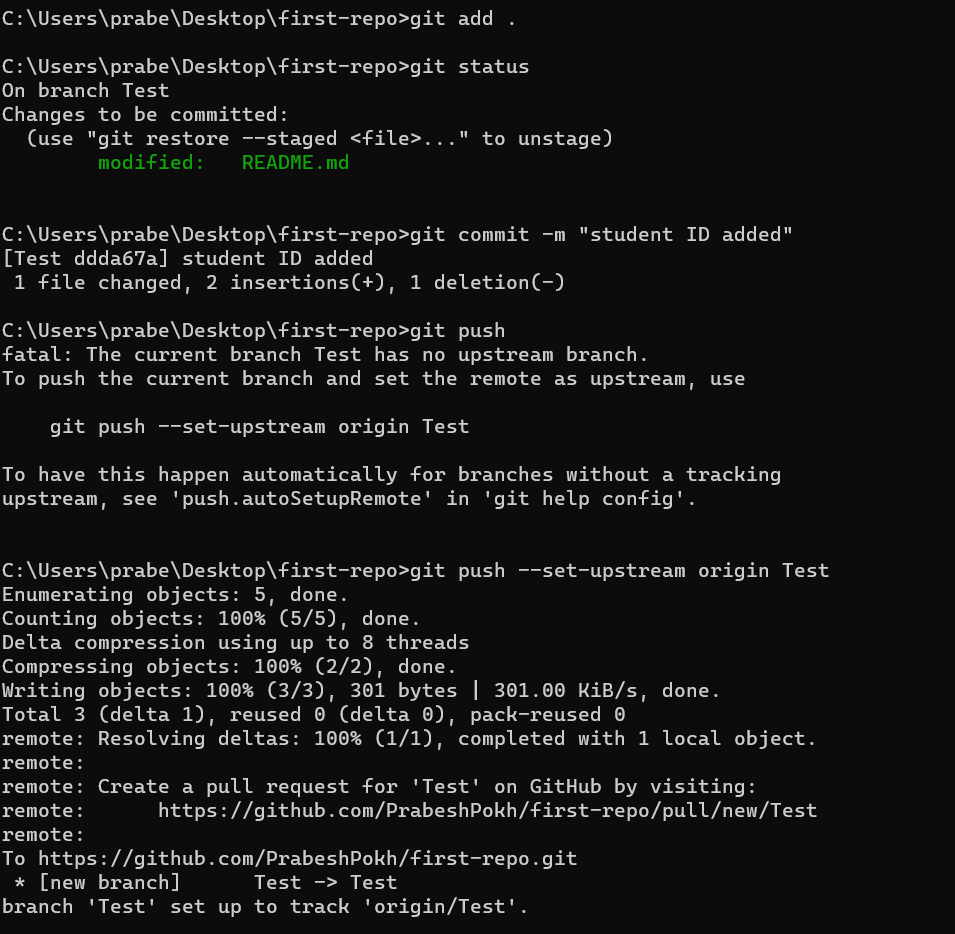 C:\Users\prabe\Desktop\first-repo>git add .
C:\Users\prabe\Desktop\first-repo>git status
On branch Test
Changes to be committed:
  (use "git restore --staged <file>..." to unstage)
        modified:   README.md
C:\Users\prabe\Desktop\first-repo>git commit -m "student ID added"
[Test ddda67a] student ID added
 1 file changed, 2 insertions(+), 1 deletion(-)
C:\Users\prabe\Desktop\first-repo>git push
fatal: The current branch Test has no upstream branch.
To push the current branch and set the remote as upstream, use
    git push --set-upstream origin Test
To have this happen automatically for branches without a tracking
upstream, see 'push.autoSetupRemote' in 'git help config'.
C:\Users\prabe\Desktop\first-repo>git push --set-upstream origin Test
Enumerating objects: 5, done.
Counting objects: 100% (5/5), done.
Delta compression using up to 8 threads
Compressing objects: 100% (2/2), done.
Writing objects: 100% (3/3), 301 bytes | 301.00 KiB/s, done.
Total 3 (delta 1), reused 0 (delta 0), pack-reused 0
remote: Resolving deltas: 100% (1/1), completed with 1 local object.
remote:
remote: Create a pull request for 'Test' on GitHub by visiting:
remote:      https://github.com/PrabeshPokh/first-repo/pull/new/Test
remote:
To https://github.com/PrabeshPokh/first-repo.git
 * [new branch]      Test -> Test
branch 'Test' set up to track 'origin/Test'.